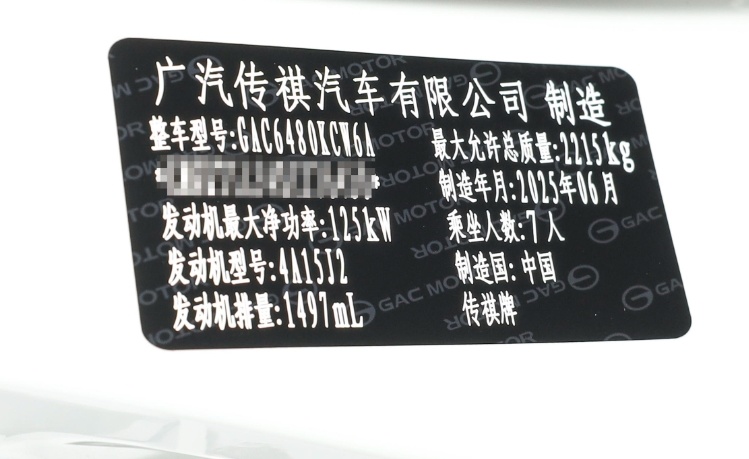 广汽传祺汽车有限公司 制造
整车型号:GAC6480KCW6A
最大允许总质量:2215kg
制造年月:2025年06月
发动机最大净功率:125kW
乘坐人数:7人
发动机型号:4A15J2
制造国:中国
发动机排量:1497mL
传祺牌
GAC MOTOR